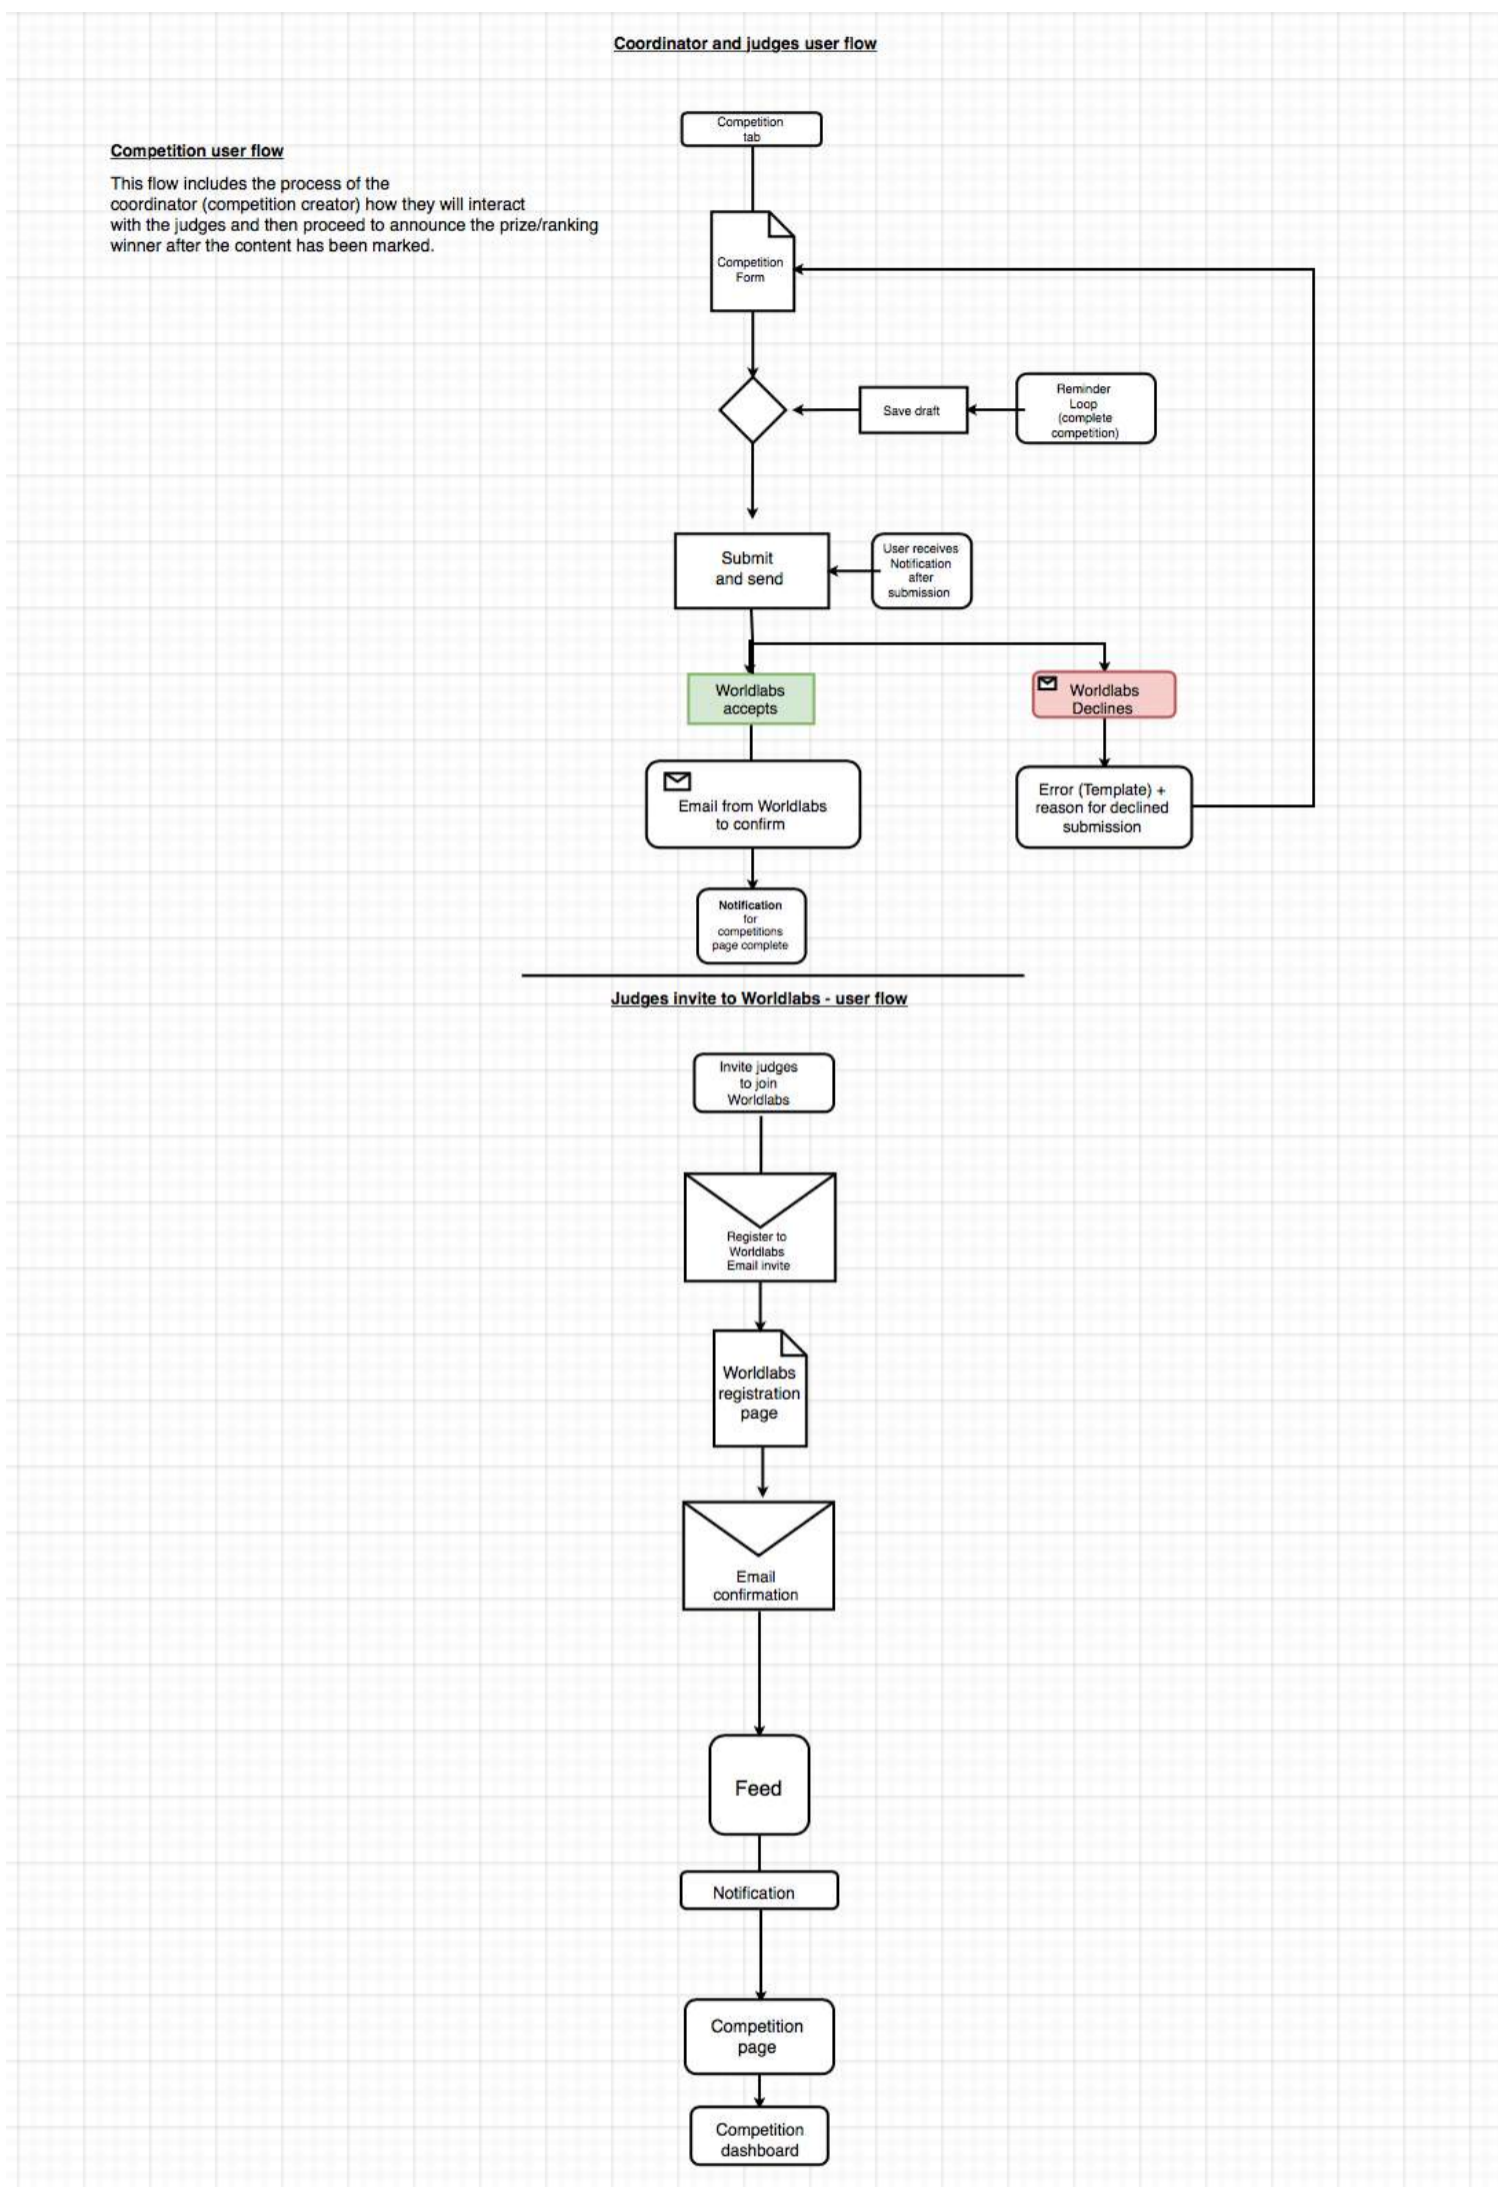 Coordinator and judges user flow
Competition
tab
Competition user flow
This flow includes the process of the
coordinator (competition creator) how they will interact
with the judges and then proceed to announce the prize/ranking
winner after the content has been marked.
Competition
Form
Save draft
Reminder
Loop
(complete
competition)
Submit
and send
User receives
Notification
after
submission
Worldlabs
accepts
Worldlabs
Declines
Email from Worldlabs
to confirm
Error (Template) +
reason for declined
submission
Notification
for
competitions
page complete
Judges invite to Worldlabs - user flow
Invite judges
to join
Worldlabs
Register to
Worldlabs
Email invite
Worldlabs
registration
page
Email
confirmation
Feed
Notification
Competition
page
Competition
dashboard